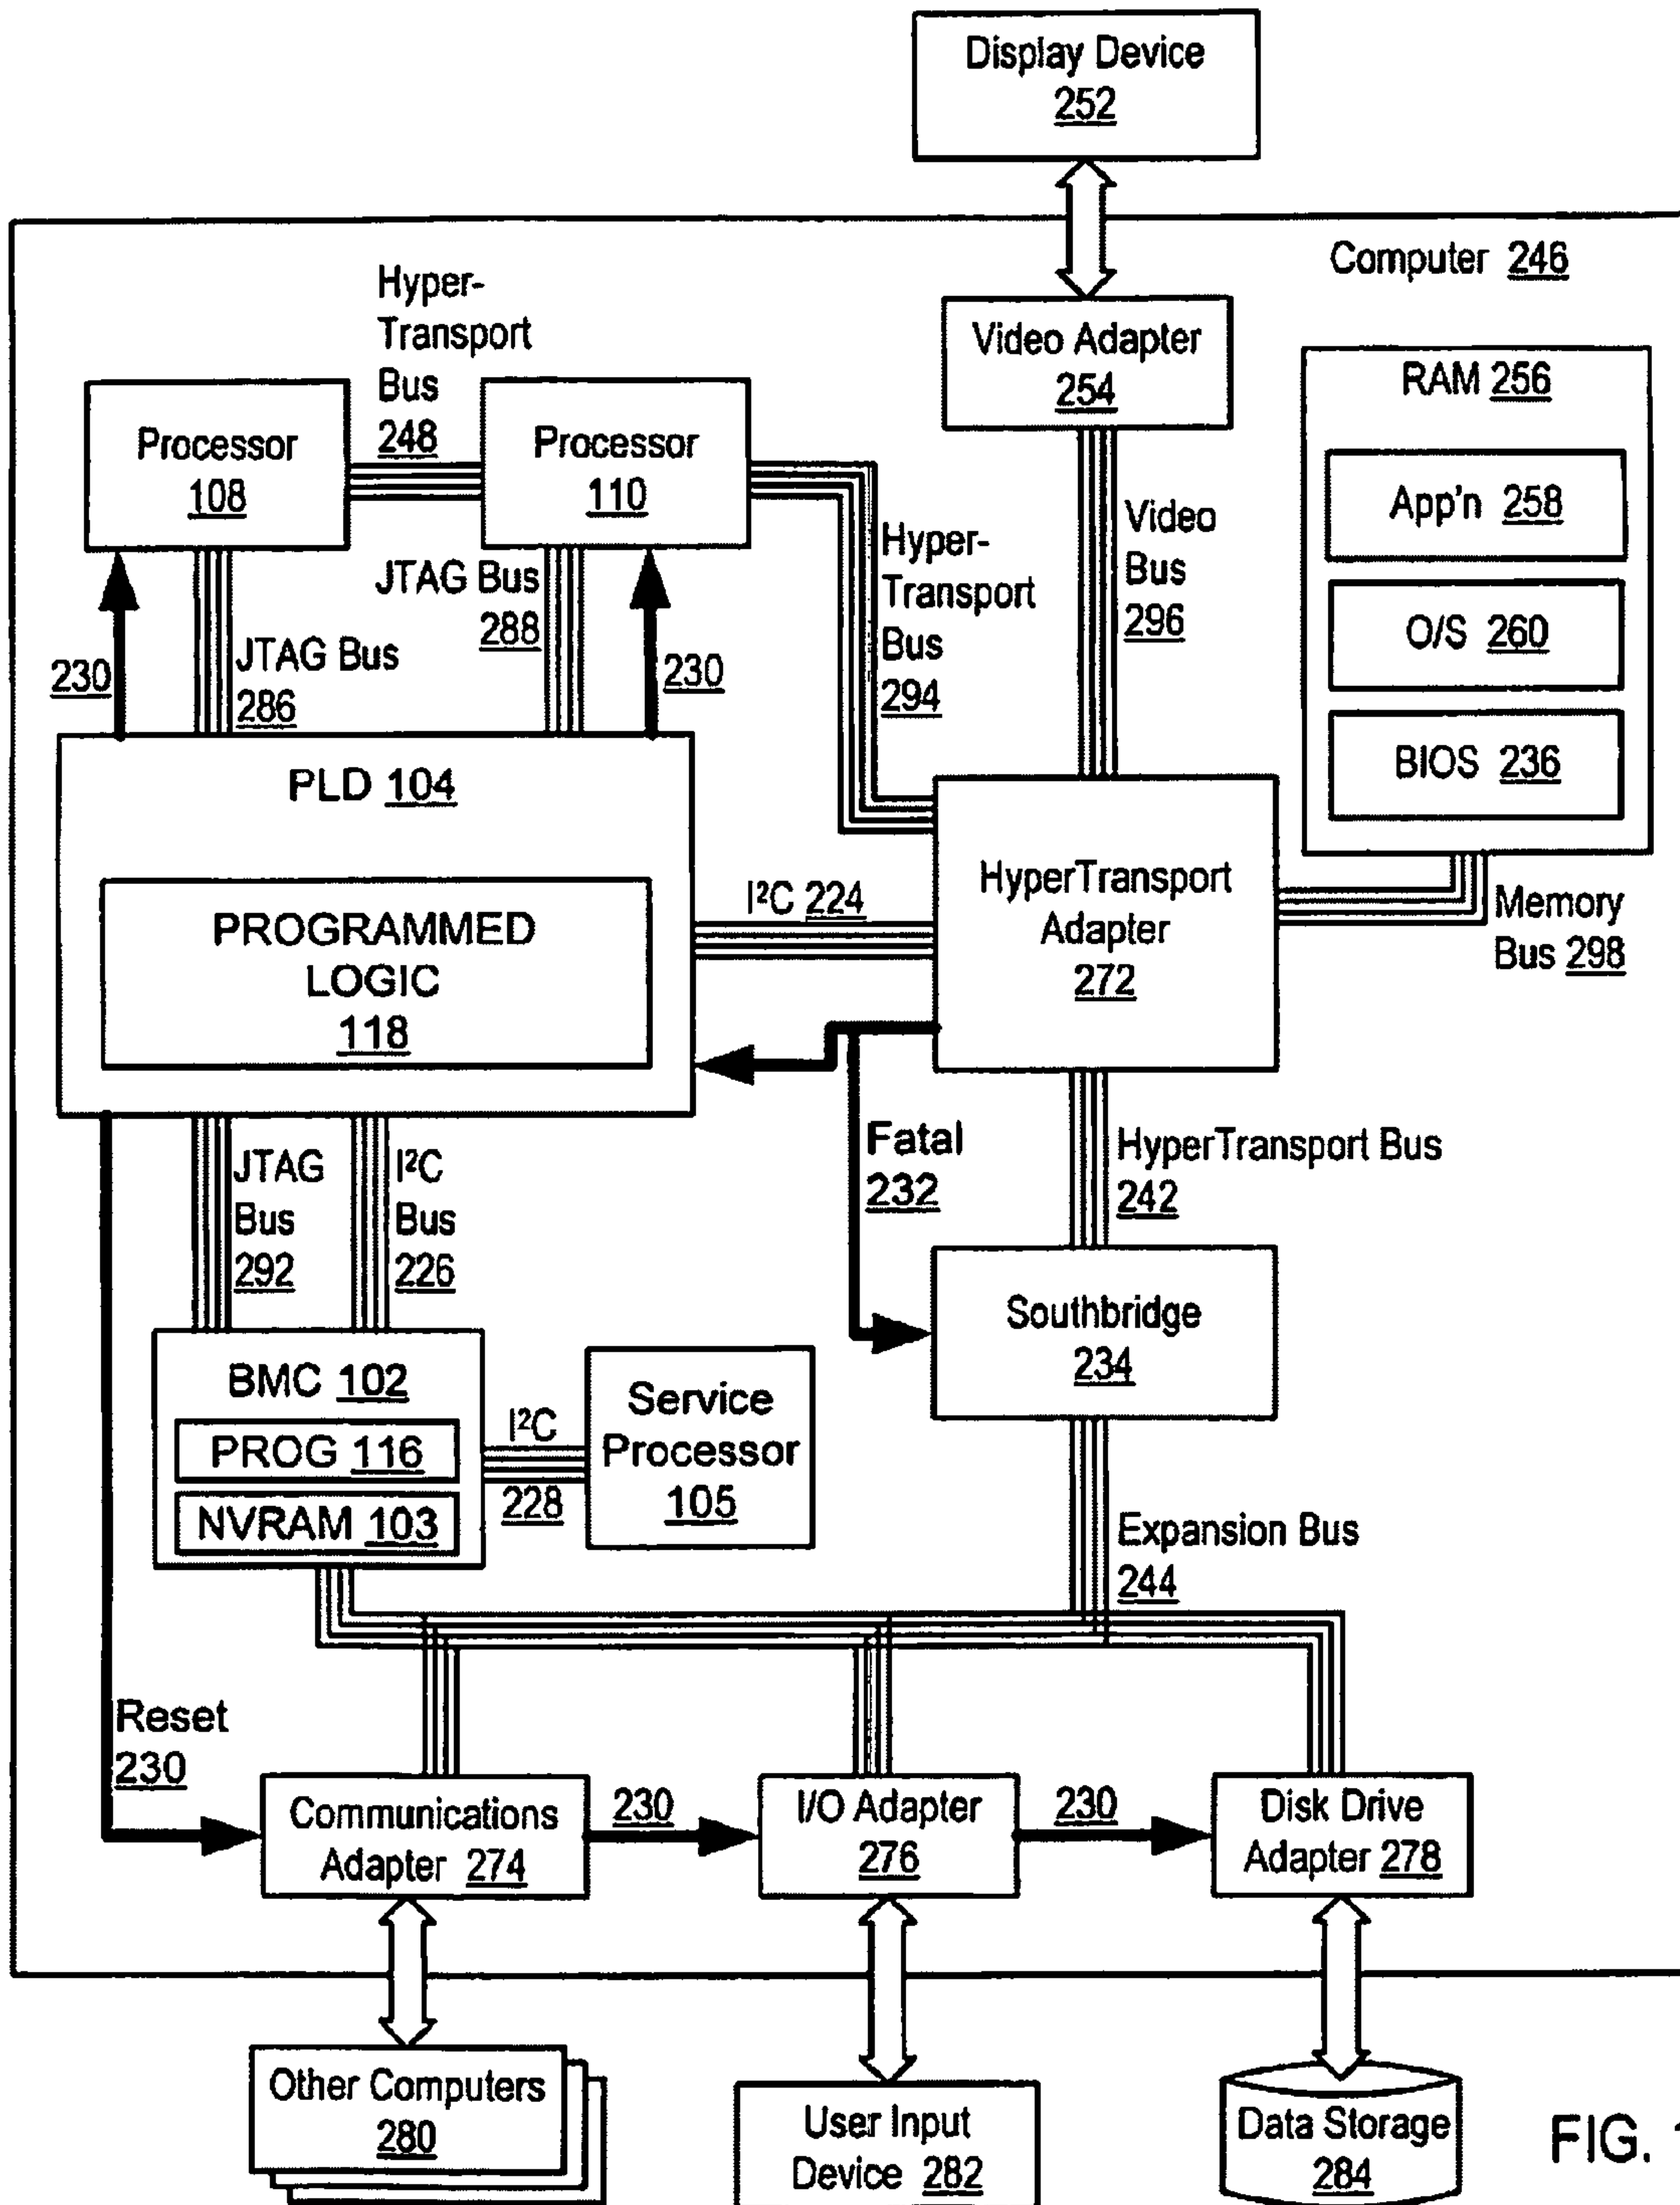 Display Device
252
Computer 246
Hyper-
Transport
Bus
248
Video Adapter
254
RAM 256
App'n 258
O/S 260
BIOS 236
Processor
108
Processor
110
Hyper-
Transport
Bus
294
Video
Bus
296
JTAG Bus
288
JTAG Bus
286
230
230
PLD 104
PROGRAMMED
LOGIC
118
I²C 224
HyperTransport
Adapter
272
Memory
Bus 298
Fatal
232
HyperTransport Bus
242
JTAG
Bus
292
I²C
Bus
226
Southbridge
234
BMC 102
PROG 116
NVRAM 103
I²C
228
Service
Processor
105
Expansion Bus
244
Reset
230
Communications
Adapter 274
230
I/O Adapter
276
230
Disk Drive
Adapter 278
Other Computers
280
User Input
Device 282
Data Storage
284
FIG.